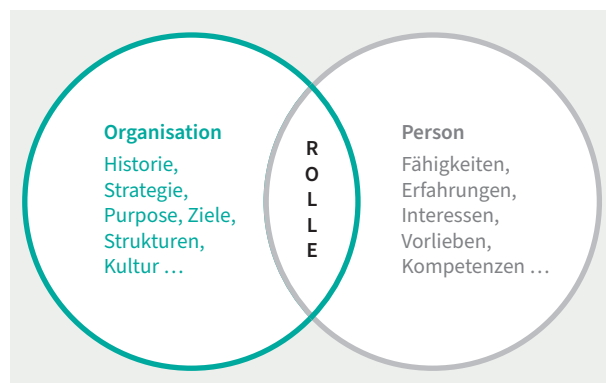 Organisation
Historie,
Strategie,
Purpose, Ziele,
Strukturen,
Kultur …
R
O
L
L
E
Person
Fähigkeiten,
Erfahrungen,
Interessen,
Vorlieben,
Kompetenzen …